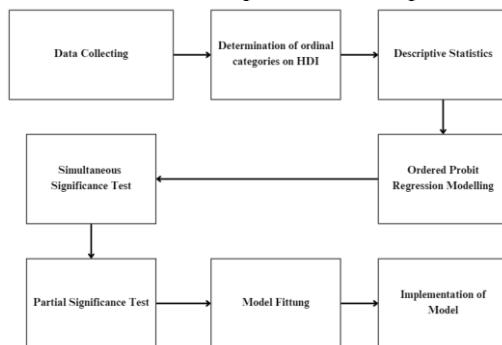 Data Collecting
Determination of ordinal
categories on HDI
Descriptive Statistics
Simultaneous
Significance Test
Ordered Probit
Regression Modelling
Partial Significance Test
Model Fittung
Implementation of
Model